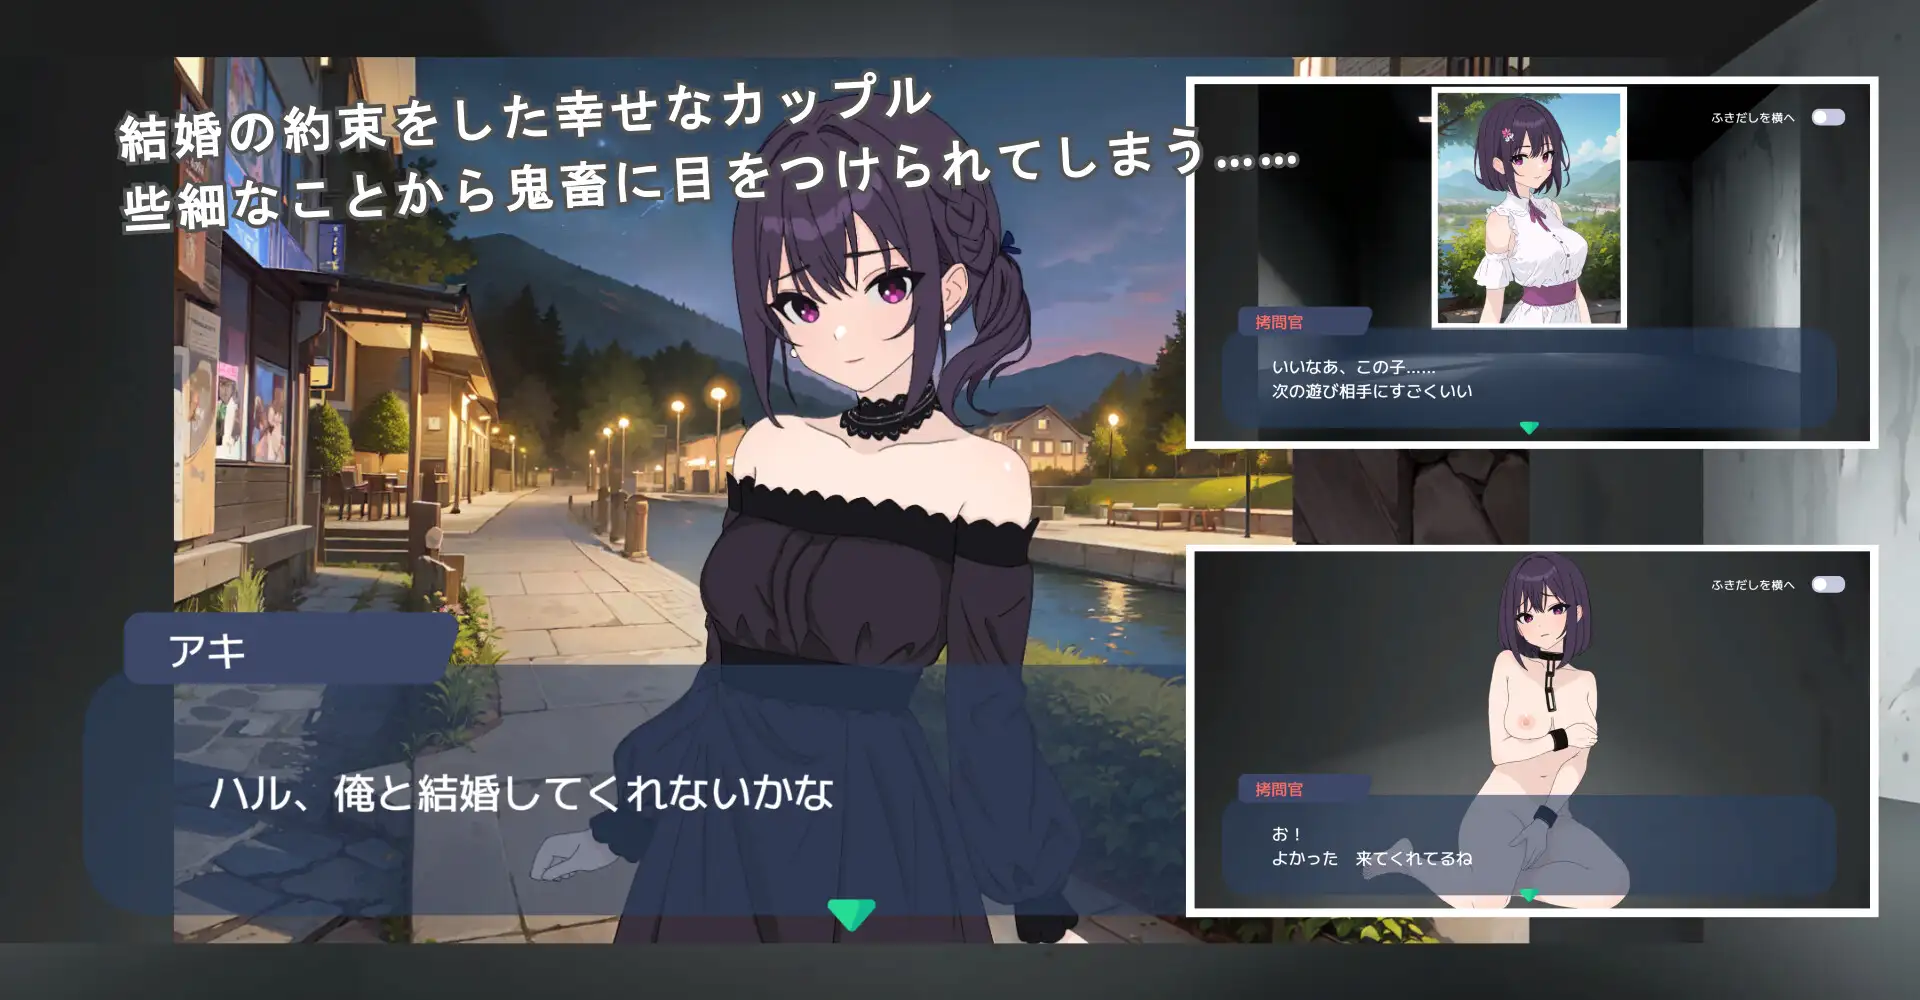 結婚の約束をした幸せなカップル
些細なことから鬼畜に目をつけられてしまう……
アキ
ハル、俺と結婚してくれないかな
ふきだしを横へ
拷問官
いいなあ、この子……
次の遊び相手にすごくいい
ふきだしを横へ
拷問官
お！
よかった　来てくれてるね